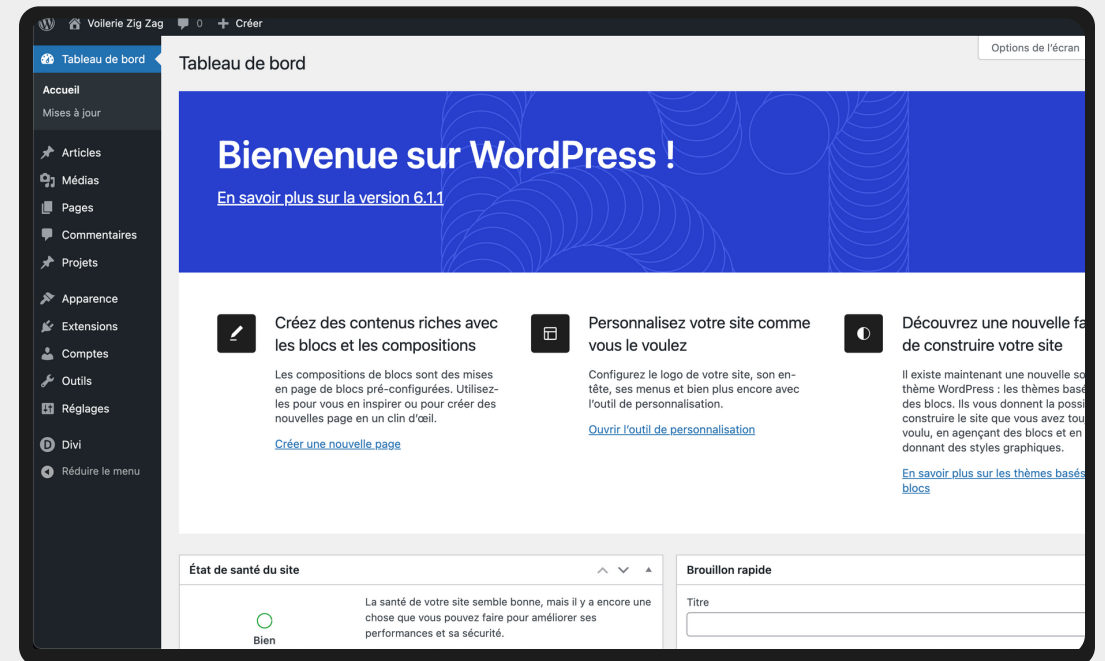 Voilerie Zig Zag 0 Créer
Options de l'écran
Tableau de bord
Accueil
Mises à jour
Articles
Médias
Pages
Commentaires
Projets
Apparence
Extensions
Comptes
Outils
Réglages
Divi
Réduire le menu
Tableau de bord
Bienvenue sur WordPress !
En savoir plus sur la version 6.1.1
Créez des contenus riches avec
les blocs et les compositions
Les compositions de blocs sont des mises
en page de blocs pré-configurées. Utilisez-
les pour vous en inspirer ou pour créer des
nouvelles page en un clin d'œil.
Créer une nouvelle page
Personnalisez votre site comme
vous le voulez
Configurez le logo de votre site, son en-
tête, ses menus et bien plus encore avec
l'outil de personnalisation.
Ouvrir l'outil de personnalisation
Découvrez une nouvelle
de construire votre site
Il existe maintenant une nouvelle
thème WordPress : les thèmes
des blocs. Ils vous donnent la
construire le site que vous avez
voulu, en agençant des blocs et en
donnant des styles graphiques.
En savoir plus sur les thèmes basés
blocs
État de santé du site
Bien
La santé de votre site semble bonne, mais il y a encore une
chose que vous pouvez faire pour améliorer ses
performances et sa sécurité.
Brouillon rapide
Titre